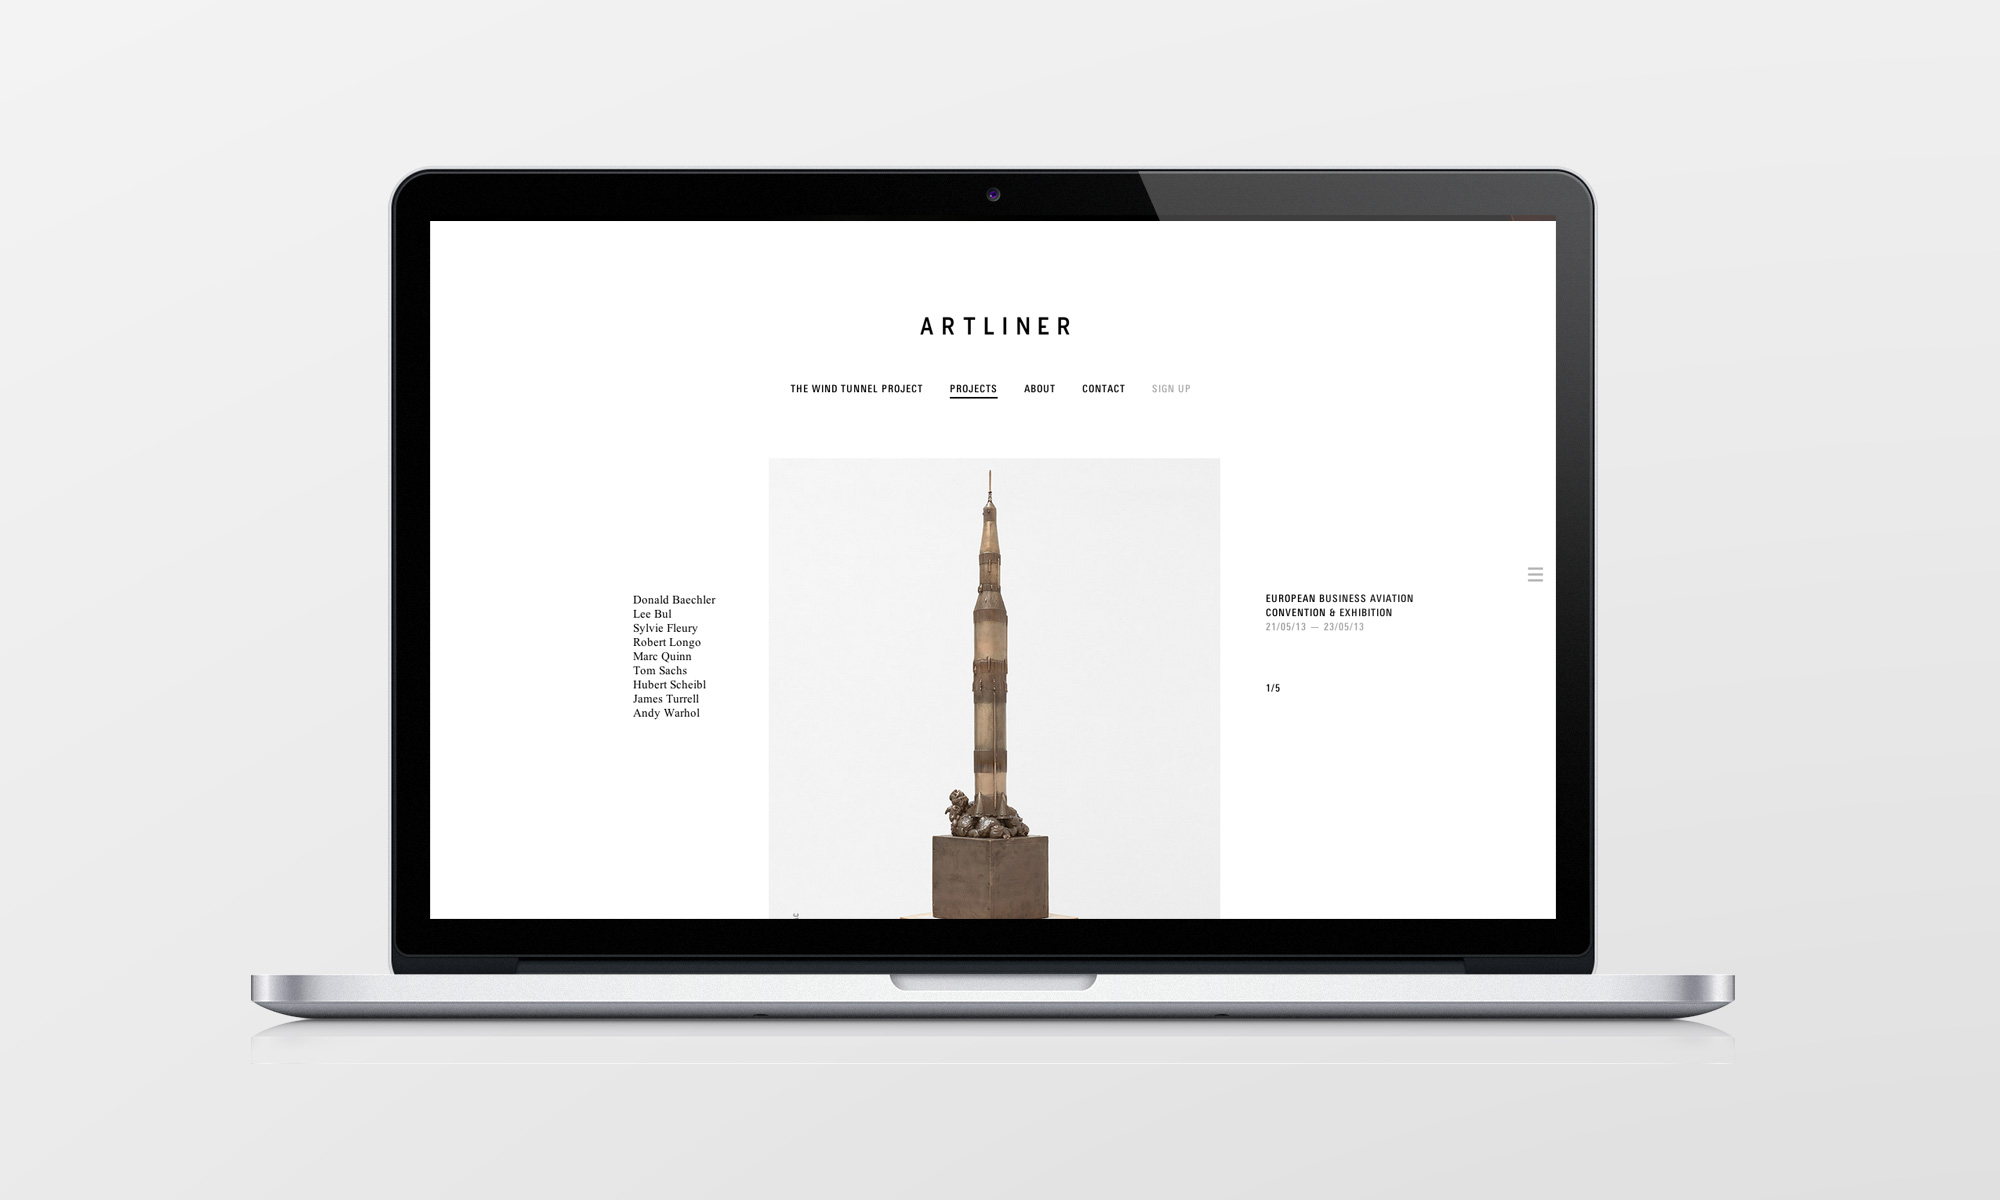 ARTLINER
THE WIND TUNNEL PROJECT PROJECTS ABOUT CONTACT SIGN UP
Donald Baechler
Lee Bul
Sylvie Fleury
Robert Longo
Marc Quinn
Tom Sachs
Hubert Scheibl
James Turrell
Andy Warhol
EUROPEAN BUSINESS AVIATION
CONVENTION & EXHIBITION
21/05/13 — 23/05/13
1/5